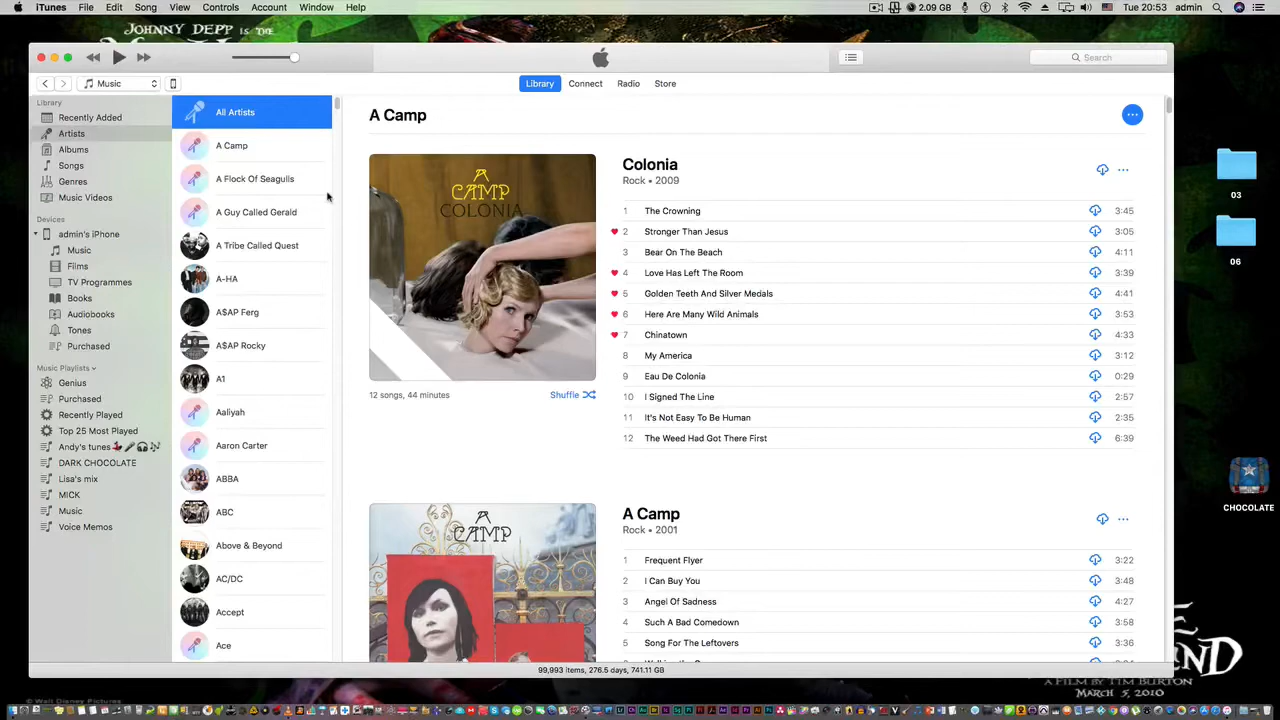 iTunes File Edit Song View Controls Account Window Help 2.09 GB Tue 20:53 admin
JOHNNY DEPP IS THE
Search
Music Library Connect Radio Store
Library
Recently Added
Artists
Albums
Songs
Genres
Music Videos
Devices
admin's iPhone
Music
Films
TV Programmes
Books
Audiobooks
Tones
Purchased
Music Playlists
Genius
Purchased
Recently Played
Top 25 Most Played
Andy's tunes
DARK CHOCOLATE
Lisa's mix
MICK
Music
Voice Memos
All Artists
A Camp
A Flock Of Seagulls
A Guy Called Gerald
A Tribe Called Quest
A-HA
A$AP Ferg
A$AP Rocky
A1
Aaliyah
Aaron Carter
ABBA
ABC
Above & Beyond
AC/DC
Accept
Ace
A Camp
A
CAMP
COLONIA
12 songs, 44 minutes Shuffle
Colonia
Rock • 2009
1 The Crowning 3:45
2 Stronger Than Jesus 3:05
3 Bear On The Beach 4:11
4 Love Has Left The Room 3:39
5 Golden Teeth And Silver Medals 4:41
6 Here Are Many Wild Animals 3:53
7 Chinatown 4:33
8 My America 3:12
9 Eau De Colonia 0:29
10 I Signed The Line 2:57
11 It's Not Easy To Be Human 2:35
12 The Weed Had Got There First 6:39
A
CAMP
A Camp
Rock • 2001
1 Frequent Flyer 3:22
2 I Can Buy You 3:48
3 Angel Of Sadness 4:27
4 Such A Bad Comedown 3:58
5 Song For The Leftovers 3:36
99,993 items, 276.5 days, 741.11 GB
03
06
CHOCOLATE
A FILM BY TIM BURTON
MARCH 5, 2010
© Walt Disney Pictures